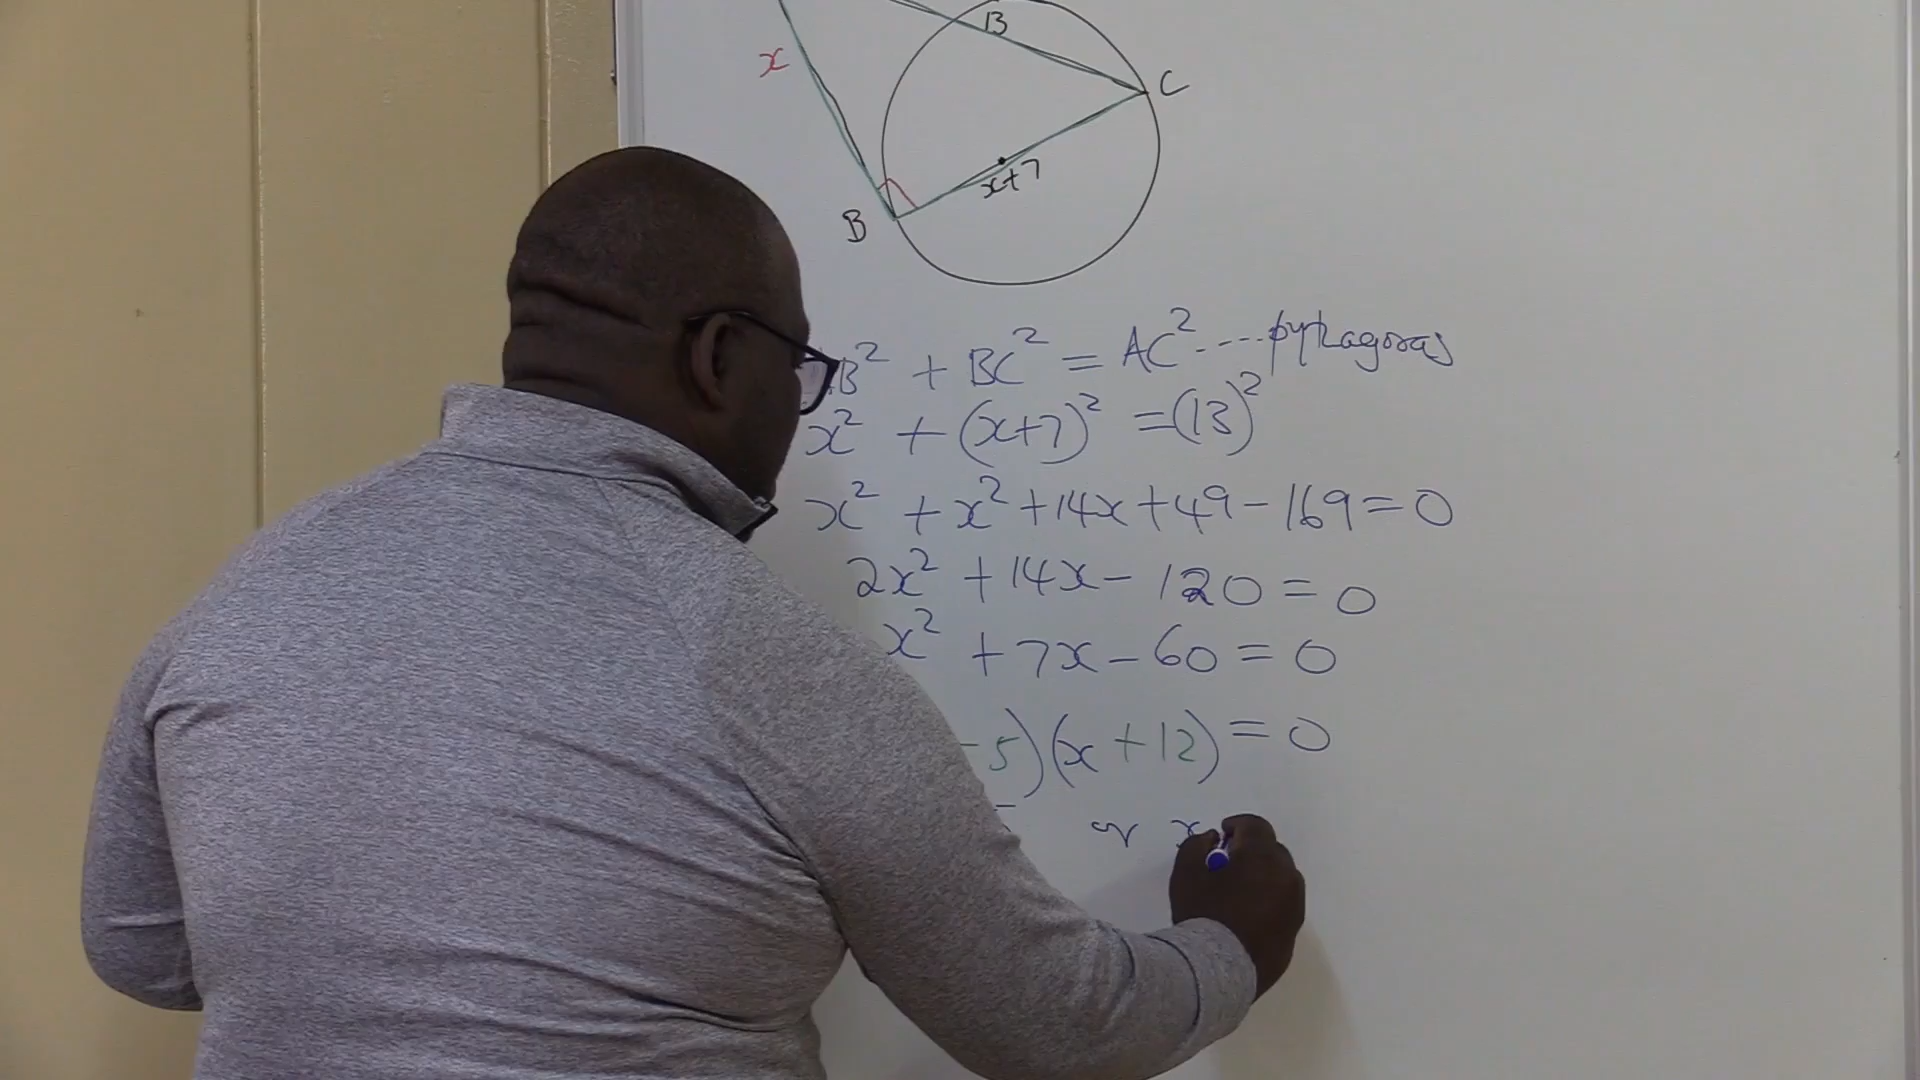 13
x
C
x+7
B
AB² + BC² = AC² ----pythagoras
x² + (x+7)² = (13)²
x² + x² + 14x + 49 - 169 = 0
2x² + 14x - 120 = 0
x² + 7x - 60 = 0
- 5)(x + 12) = 0
or x